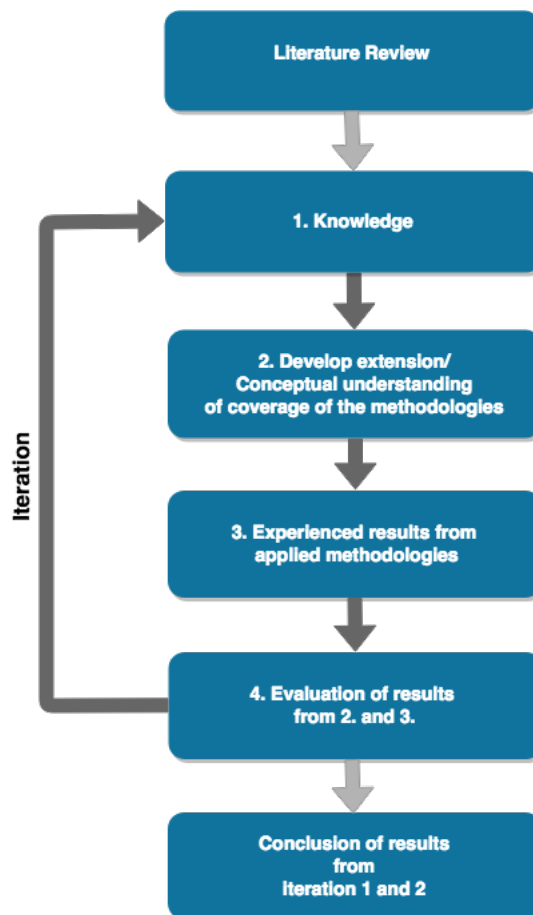 Literature Review
1. Knowledge
2. Develop extension/
Conceptual understanding
of coverage of the methodologies
3. Experienced results from
applied methodologies
4. Evaluation of results
from 2. and 3.
Conclusion of results
from
iteration 1 and 2
Iteration